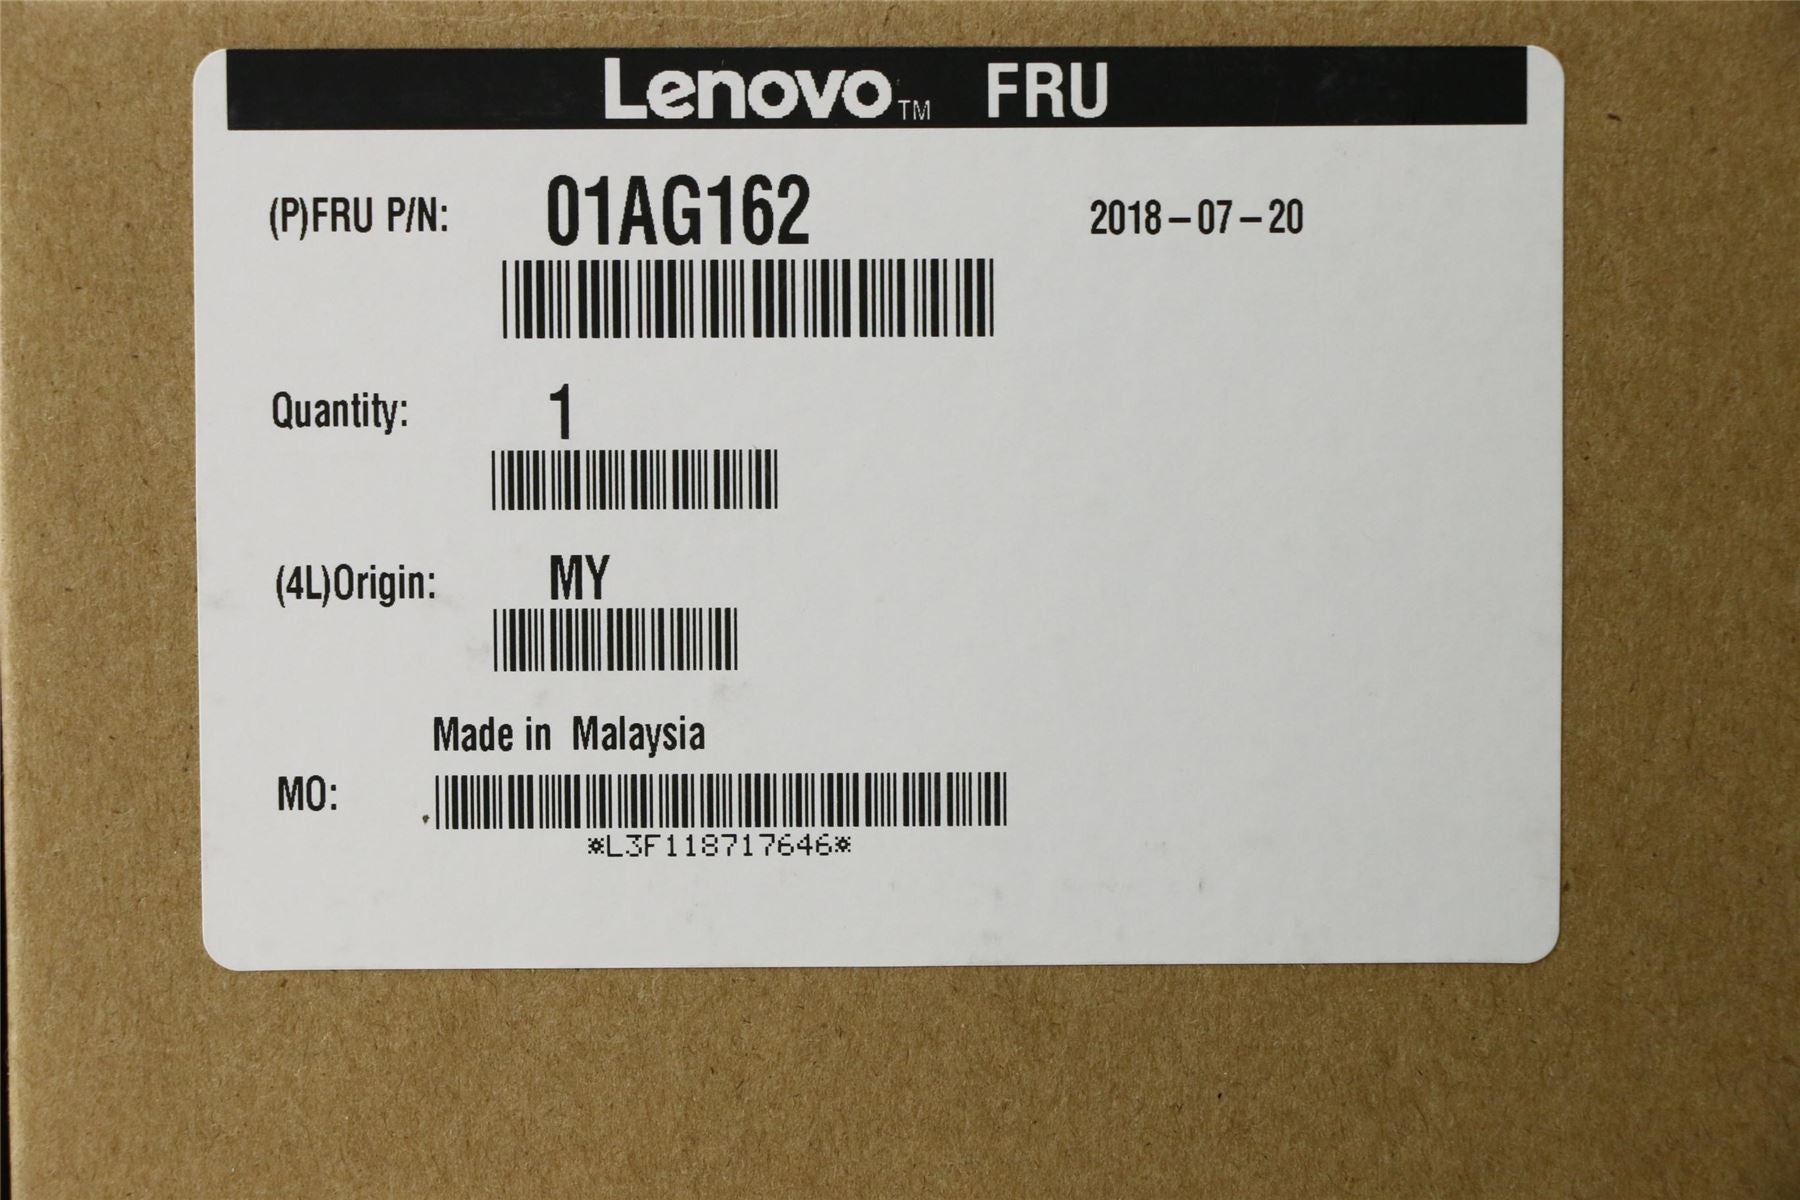 Lenovo™ FRU
(P)FRU P/N: 01AG162 2018-07-20
Quantity: 1
(4L)Origin: MY
Made in Malaysia
MO:
*L3F118717646*